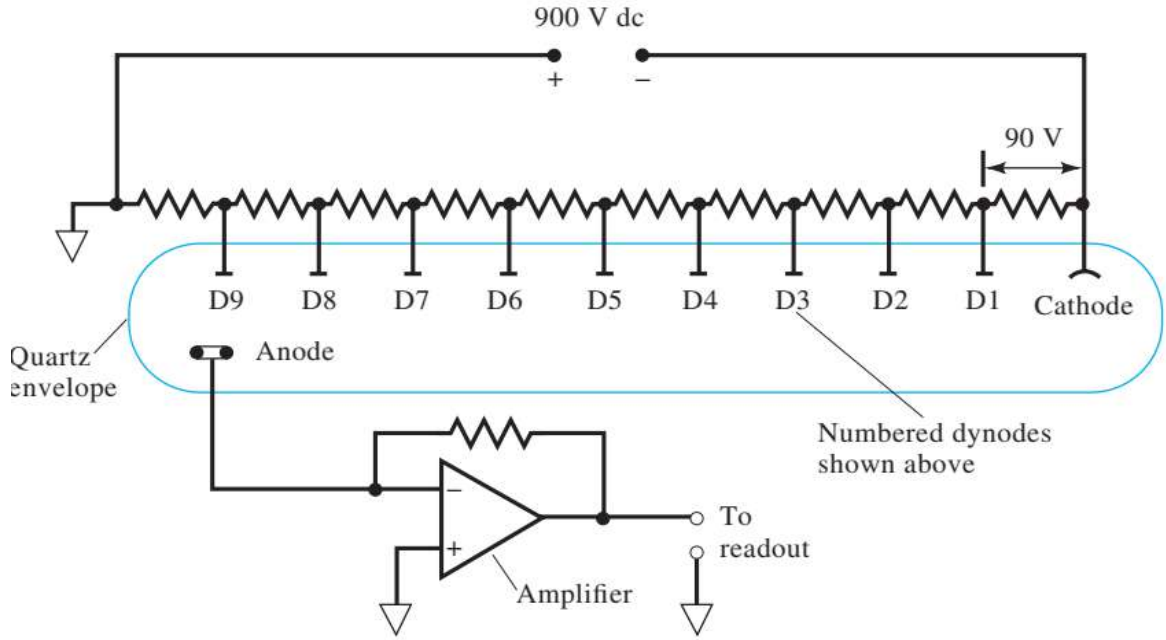 900 V dc
+ −
90 V
D9 D8 D7 D6 D5 D4 D3 D2 D1 Cathode
Quartz
envelope
Anode
Numbered dynodes
shown above
−
+
To
readout
Amplifier